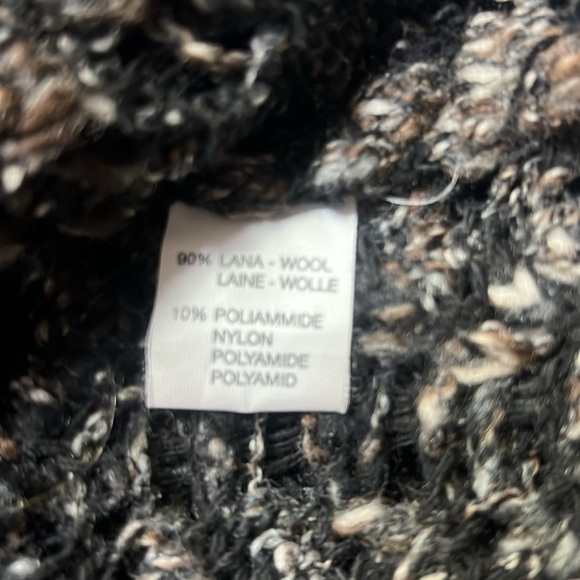 90% LANA - WOOL
LAINE - WOLLE
10% POLIAMMIDE
NYLON
POLYAMIDE
POLYAMID